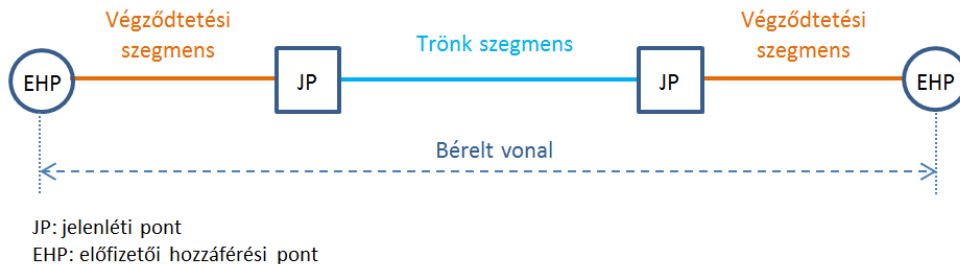 Végződtetési
szegmens
Trönk szegmens
Végződtetési
szegmens
EHP
JP
JP
EHP
Bérelt vonal
JP: jelenléti pont
EHP: előfizetői hozzáférési pont